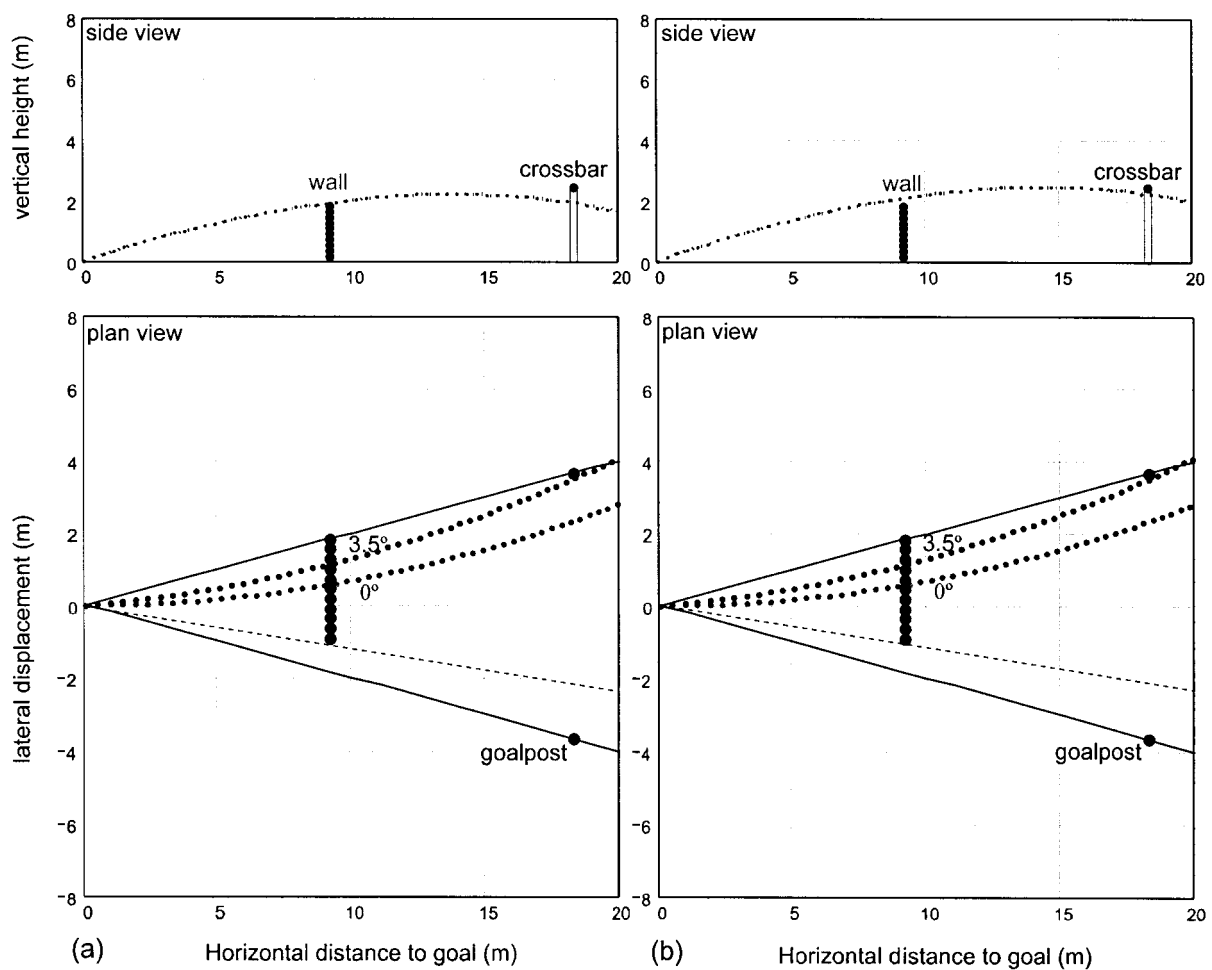 side view
wall
crossbar
vertical height (m)
8
6
4
2
0
0
5
10
15
20
side view
wall
crossbar
8
6
4
2
0
0
5
10
15
20
plan view
3.5º
0º
goalpost
lateral displacement (m)
8
6
4
2
0
−2
−4
−6
−8
0
5
10
15
20
(a)
Horizontal distance to goal (m)
plan view
3.5º
0º
goalpost
8
6
4
2
0
−2
−4
−6
−8
0
5
10
15
20
(b)
Horizontal distance to goal (m)